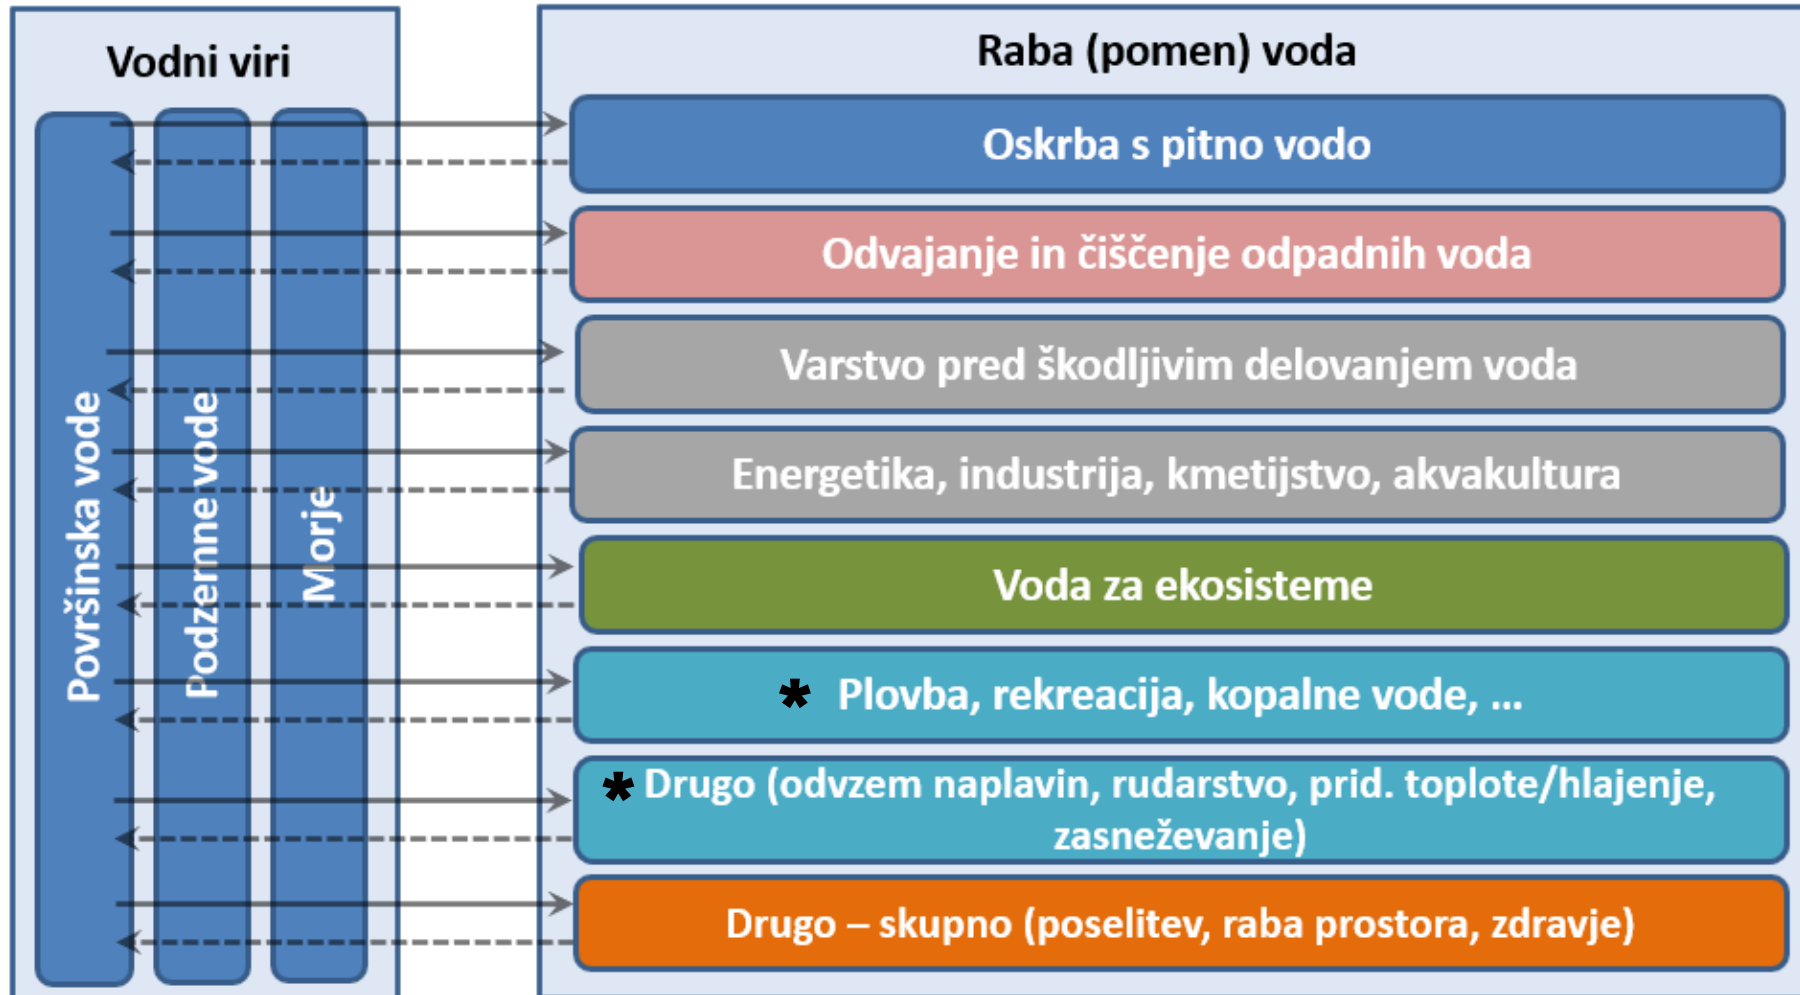 Vodni viri
Površinska vode
Podzemne vode
Morje
Raba (pomen) voda
Oskrba s pitno vodo
Odvajanje in čiščenje odpadnih voda
Varstvo pred škodljivim delovanjem voda
Energetika, industrija, kmetijstvo, akvakultura
Voda za ekosisteme
* Plovba, rekreacija, kopalne vode, ...
* Drugo (odvzem naplavin, rudarstvo, prid. toplote/hlajenje,
zasneževanje)
Drugo – skupno (poselitev, raba prostora, zdravje)